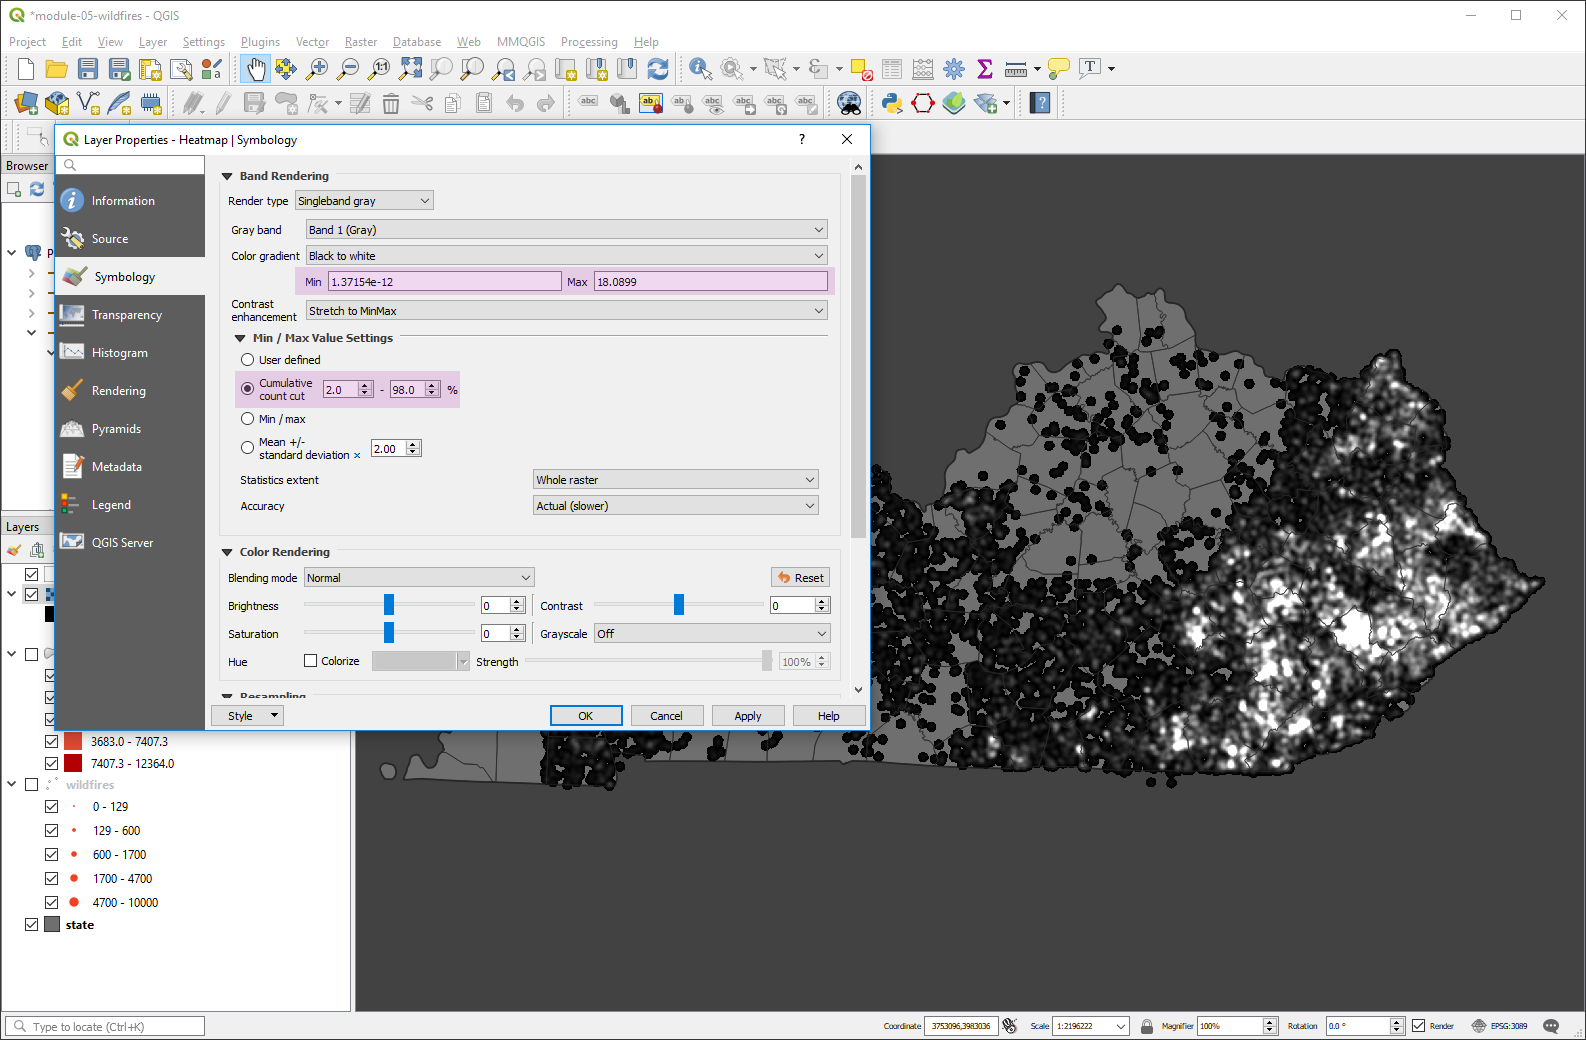 *module-05-wildfires - QGIS
Project Edit View Layer Settings Plugins Vector Raster Database Web MMQGIS Processing Help
Layer Properties - Heatmap | Symbology
?
Browser
Information
Source
Symbology
Transparency
Histogram
Rendering
Pyramids
Metadata
Legend
QGIS Server
Band Rendering
Render type Singleband gray
Gray band Band 1 (Gray)
Color gradient Black to white
Min 1.37154e-12 Max 18.0899
Contrast
enhancement Stretch to MinMax
Min / Max Value Settings
User defined
Cumulative
count cut 2.0 - 98.0 %
Min / max
Mean +/-
standard deviation × 2.00
Statistics extent Whole raster
Accuracy Actual (slower)
Color Rendering
Blending mode Normal Reset
Brightness 0 Contrast 0
Saturation 0 Grayscale Off
Hue Colorize Strength 100%
Resampling
Style OK Cancel Apply Help
Layers
3683.0 - 7407.3
7407.3 - 12364.0
wildfires
0 - 129
129 - 600
600 - 1700
1700 - 4700
4700 - 10000
state
Type to locate (Ctrl+K) Coordinate 3753096,3983036 Scale 1:2196222 Magnifier 100% Rotation 0.0 ° Render EPSG:3089